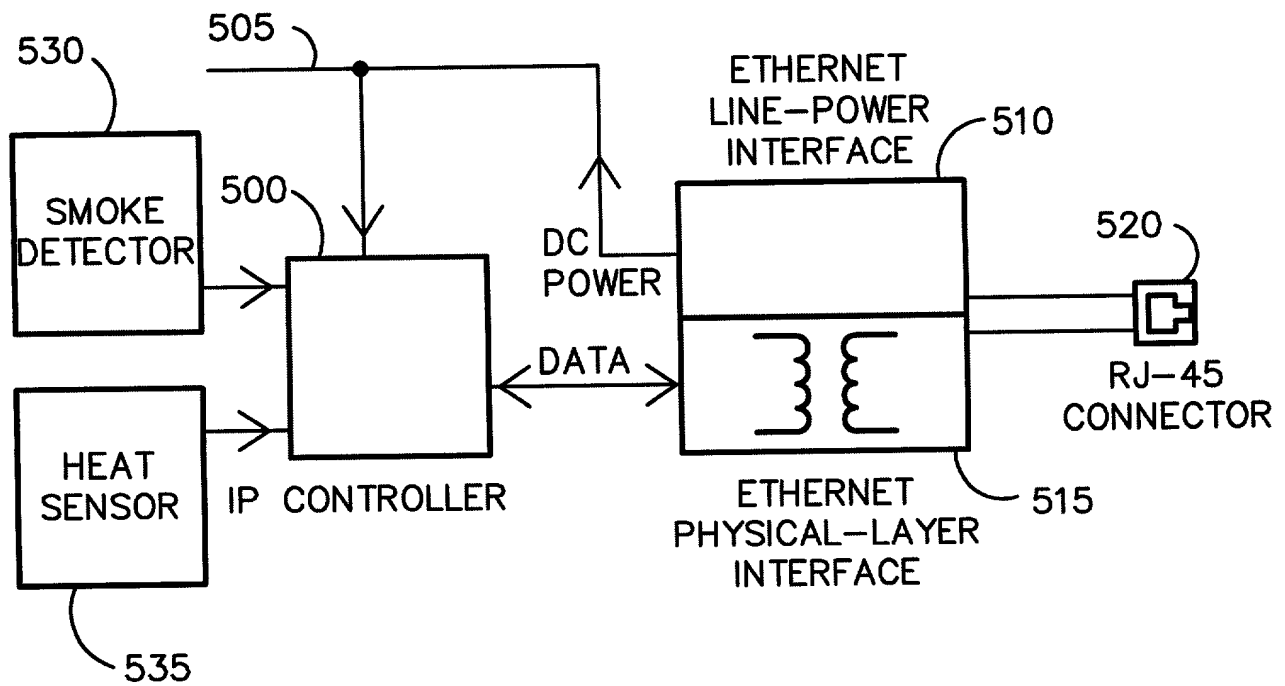 505
530
ETHERNET
LINE-POWER
INTERFACE
510
500
SMOKE
DETECTOR
520
DC
POWER
DATA
RJ-45
CONNECTOR
HEAT
SENSOR
IP CONTROLLER
ETHERNET
PHYSICAL-LAYER
INTERFACE
515
535